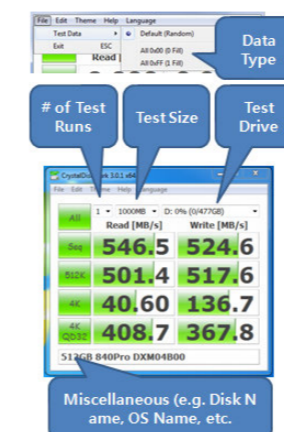 File Edit Theme Help Language
Test Data Default (Random)
Exit ESC All 0x00 (0 Fill)
All 0xFF (1 Fill)
Read [
Data
Type
# of Test
Runs
Test Size
Test
Drive
CrystalDiskMark 3.0.1 x64
File Edit Theme Help Language
All 1 1000MB D: 0% (0/477GB)
Read [MB/s] Write [MB/s]
Seq 546.5 524.6
512K 501.4 517.6
4K 40.60 136.7
4K
QD32 408.7 367.8
512GB 840Pro DXM04B00
Miscellaneous (e.g. Disk N
ame, OS Name, etc.